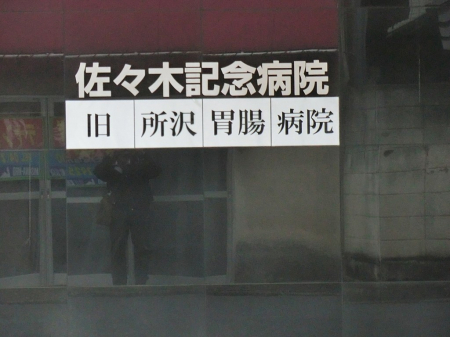 佐々木記念病院
旧 所沢 胃腸 病院